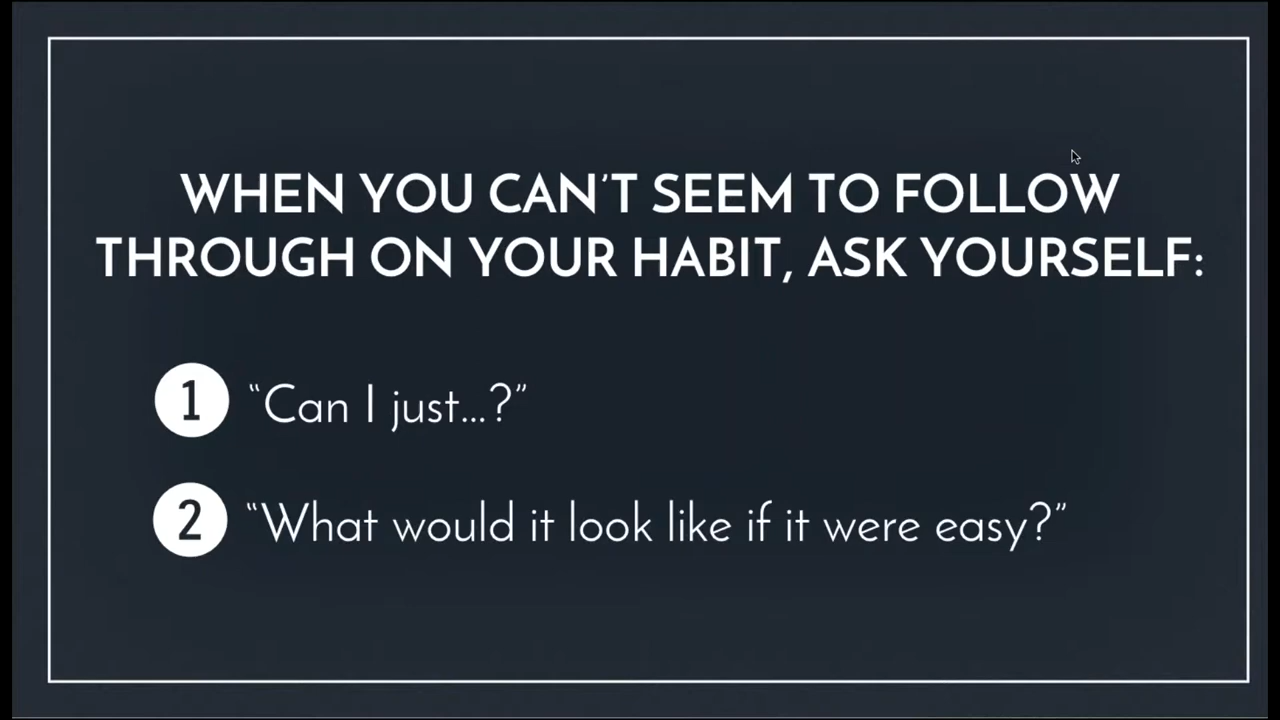 WHEN YOU CAN'T SEEM TO FOLLOW
THROUGH ON YOUR HABIT, ASK YOURSELF:
1 “Can I just...?”
2 “What would it look like if it were easy?”